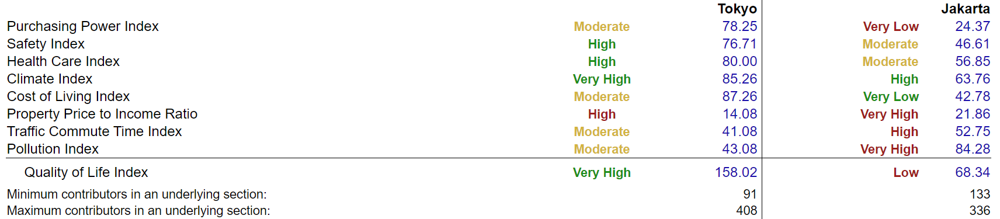 Tokyo Jakarta
Purchasing Power Index Moderate 78.25 Very Low 24.37
Safety Index High 76.71 Moderate 46.61
Health Care Index High 80.00 Moderate 56.85
Climate Index Very High 85.26 High 63.76
Cost of Living Index Moderate 87.26 Very Low 42.78
Property Price to Income Ratio High 14.08 Very High 21.86
Traffic Commute Time Index Moderate 41.08 High 52.75
Pollution Index Moderate 43.08 Very High 84.28
Quality of Life Index Very High 158.02 Low 68.34
Minimum contributors in an underlying section: 91 133
Maximum contributors in an underlying section: 408 336